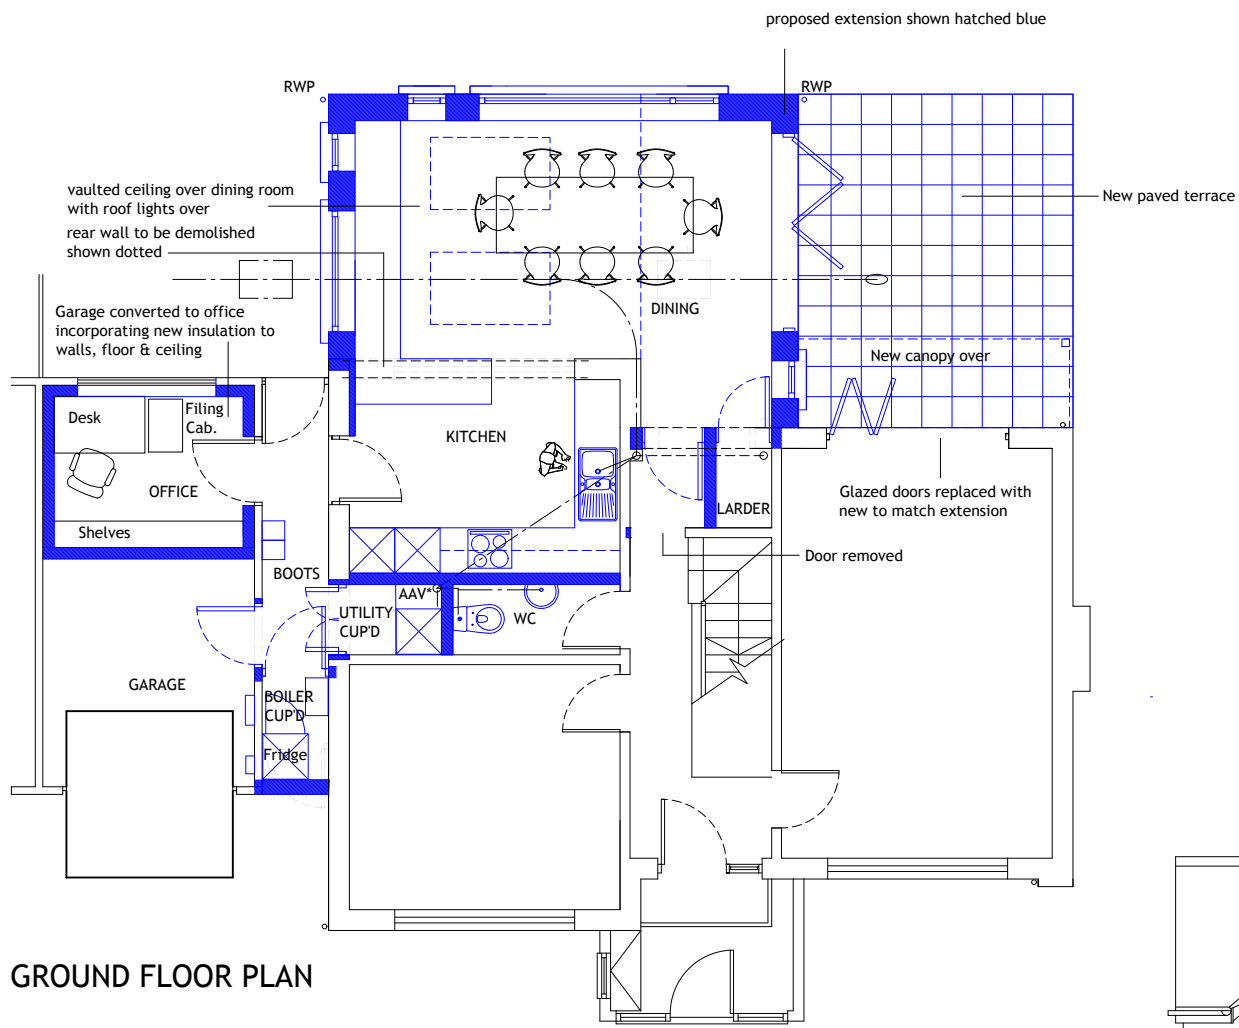 proposed extension shown hatched blue
RWP
RWP
vaulted ceiling over dining room
with roof lights over
rear wall to be demolished
shown dotted
New paved terrace
Garage converted to office
incorporating new insulation to
walls, floor & ceiling
DINING
New canopy over
Desk
Filing
Cab.
KITCHEN
OFFICE
Glazed doors replaced with
new to match extension
LARDER
Shelves
Door removed
BOOTS
AAV*
UTILITY
CUP'D
WC
GARAGE
BOILER
CUP'D
Fridge
GROUND FLOOR PLAN